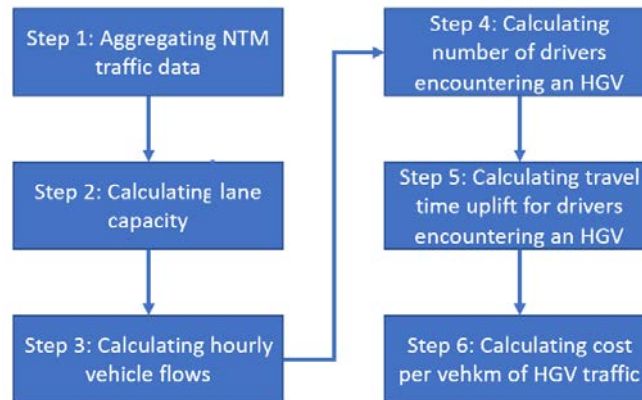 Step 1: Aggregating NTM
traffic data
Step 2: Calculating lane
capacity
Step 3: Calculating hourly
vehicle flows
Step 4: Calculating
number of drivers
encountering an HGV
Step 5: Calculating travel
time uplift for drivers
encountering an HGV
Step 6: Calculating cost
per vehkm of HGV traffic